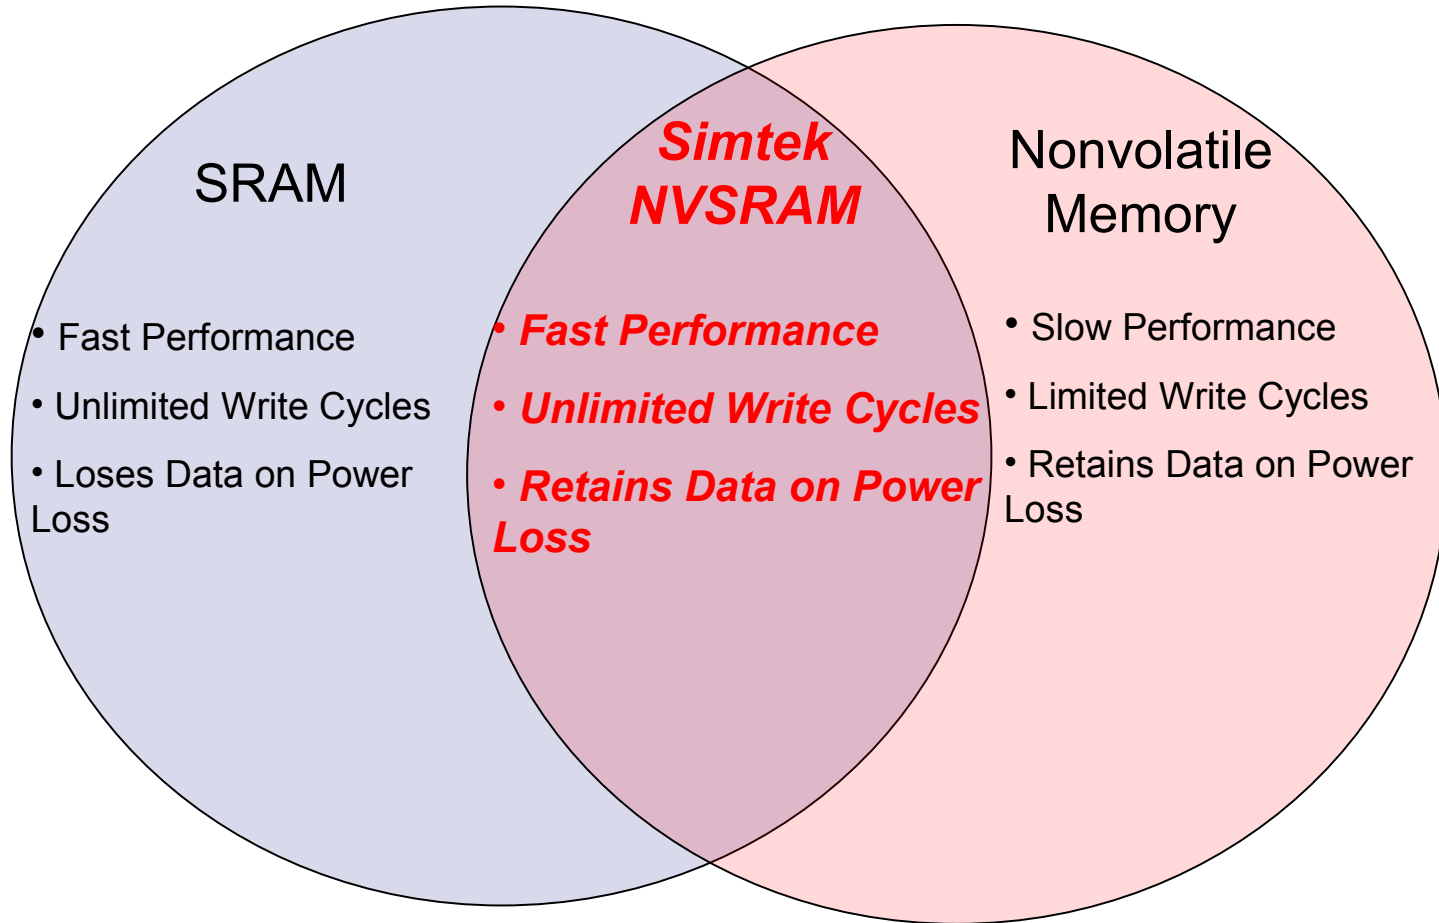 SRAM
• Fast Performance
• Unlimited Write Cycles
• Loses Data on Power
Loss
Simtek
NVSRAM
• Fast Performance
• Unlimited Write Cycles
• Retains Data on Power
Loss
Nonvolatile
Memory
• Slow Performance
• Limited Write Cycles
• Retains Data on Power
Loss